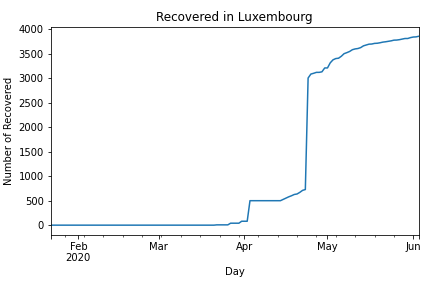 Recovered in Luxembourg
Number of Recovered
4000
3500
3000
2500
2000
1500
1000
500
0
Feb
2020
Mar
Apr
May
Jun
Day